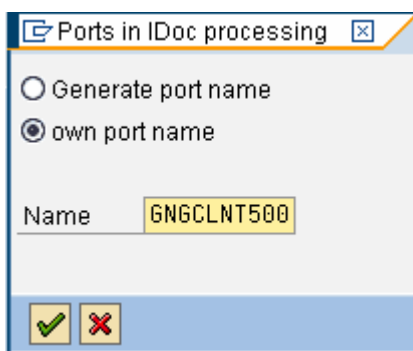 Ports in IDoc processing
Generate port name
own port name
Name GNGCLNT500